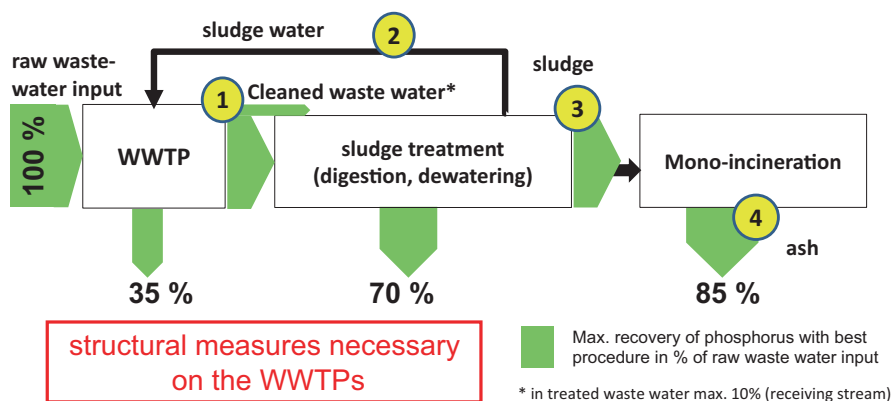 sludge water
2
raw waste-
water input
sludge
1
Cleaned waste water*
3
100 %
WWTP
sludge treatment
(digestion, dewatering)
Mono-incineration
4
ash
35 %
70 %
85 %
structural measures necessary
on the WWTPs
Max. recovery of phosphorus with best
procedure in % of raw waste water input
* in treated waste water max. 10% (receiving stream)